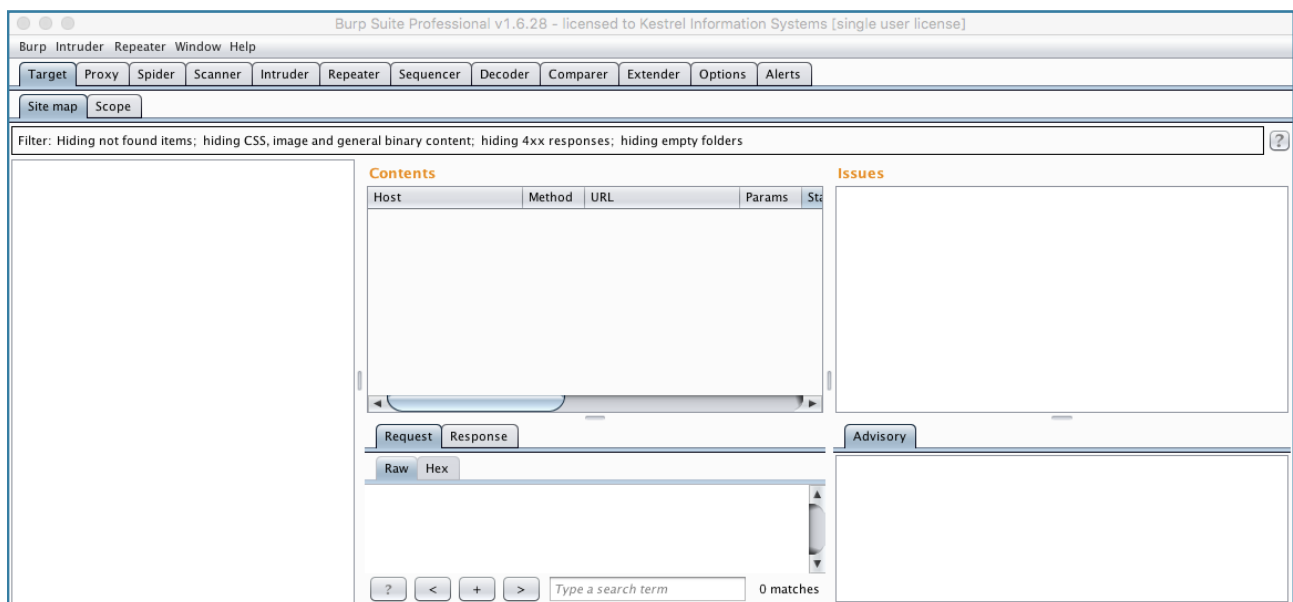 Burp Suite Professional v1.6.28 - licensed to Kestrel Information Systems [single user license]
Burp Intruder Repeater Window Help
Target Proxy Spider Scanner Intruder Repeater Sequencer Decoder Comparer Extender Options Alerts
Site map Scope
Filter: Hiding not found items; hiding CSS, image and general binary content; hiding 4xx responses; hiding empty folders ?
Contents Issues
Host Method URL Params Sta
Request Response Advisory
Raw Hex
? < + > Type a search term 0 matches